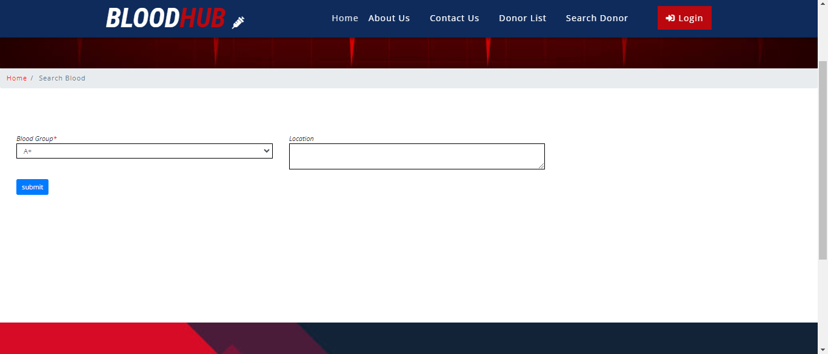 BLOODHUB
Home About Us Contact Us Donor List Search Donor Login
Home / Search Blood
Blood Group* Location
A+
submit